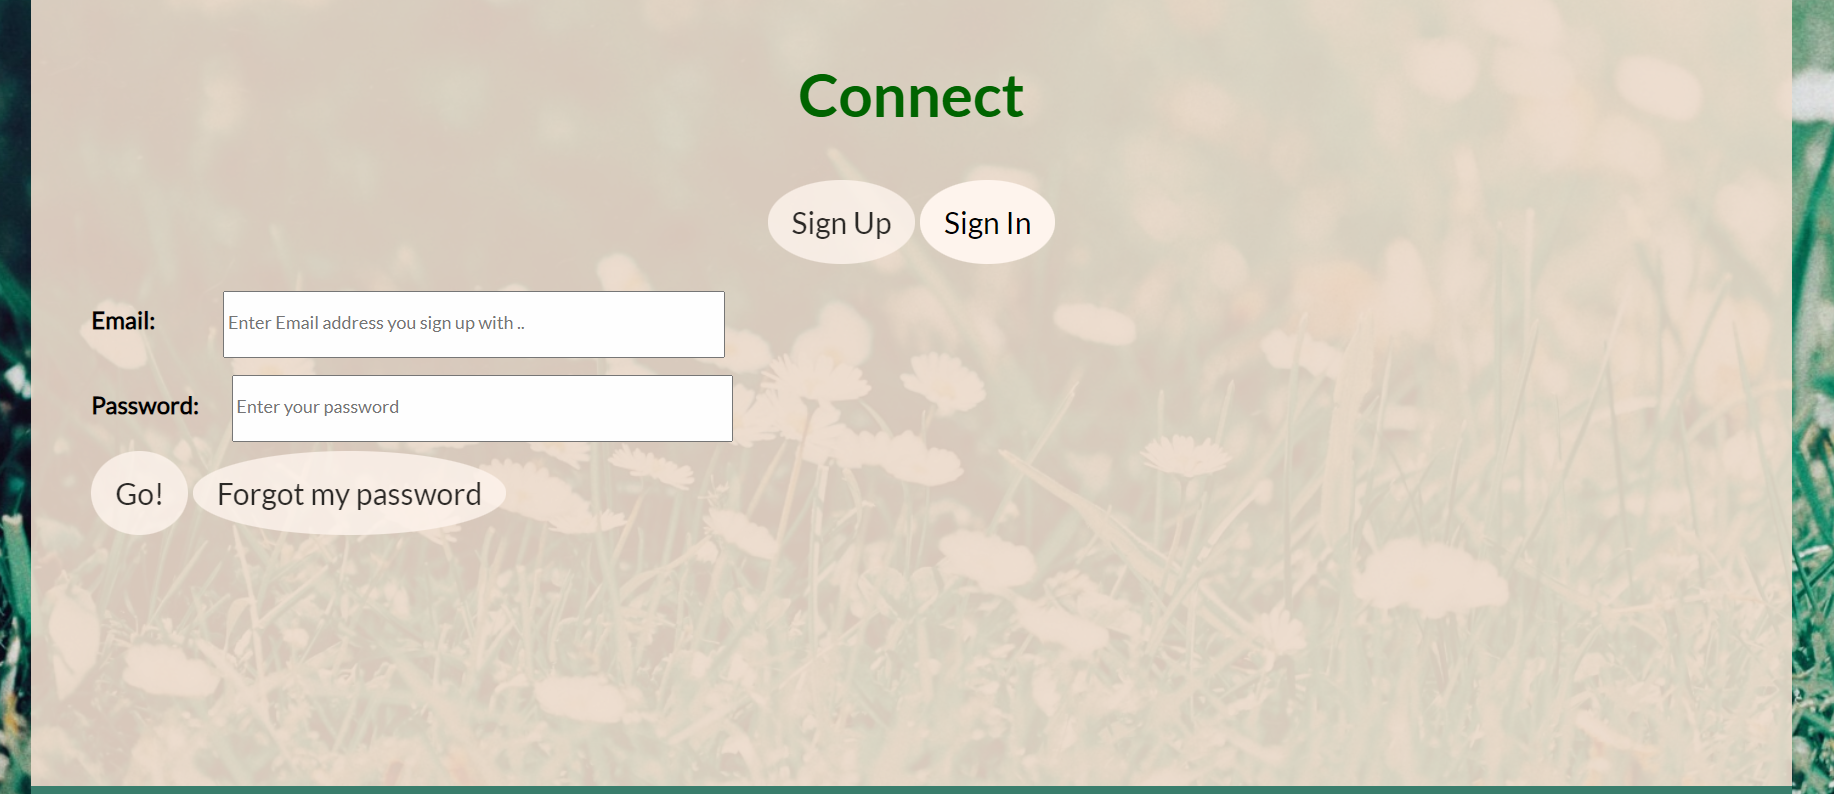 Connect
Sign Up Sign In
Email: Enter Email address you sign up with ..
Password: Enter your password
Go! Forgot my password